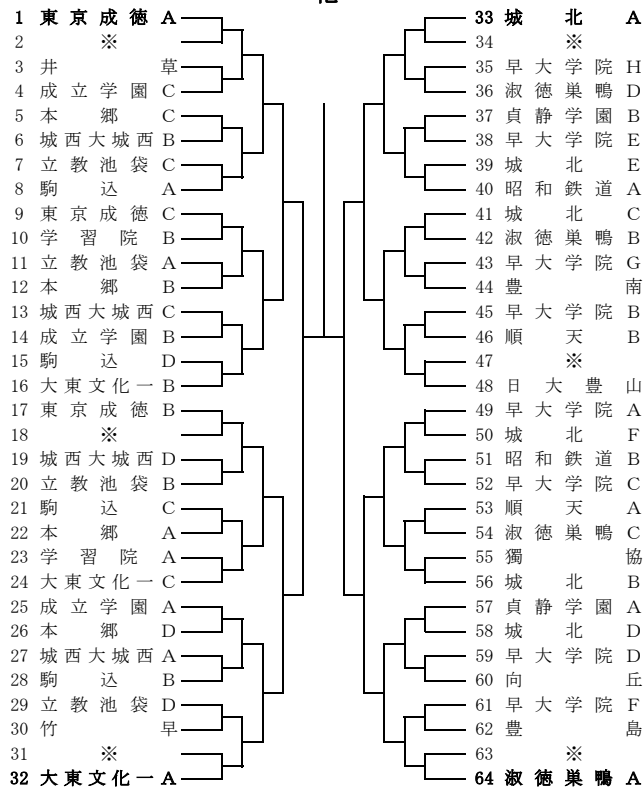 1 東京成徳 A
2 ※
3 井草
4 成立学園 C
5 本郷 C
6 城西大城西 B
7 立教池袋 C
8 駒込 A
9 東京成徳 C
10 学習院 B
11 立教池袋 A
12 本郷 B
13 城西大城西 C
14 成立学園 B
15 駒込 D
16 大東文化一 B
17 東京成徳 B
18 ※
19 城西大城西 D
20 立教池袋 B
21 駒込 C
22 本郷 A
23 学習院 A
24 大東文化一 C
25 成立学園 A
26 本郷 D
27 城西大城西 A
28 駒込 B
29 立教池袋 D
30 竹早
31 ※
32 大東文化一 A
33 城北 A
34 ※
35 早大学院 H
36 淑徳巣鴨 D
37 貞静学園 B
38 早大学院 E
39 城北 E
40 昭和鉄道 A
41 城北 C
42 淑徳巣鴨 B
43 早大学院 G
44 豊南
45 早大学院 B
46 順天 B
47 ※
48 日大豊山
49 早大学院 A
50 城北 F
51 昭和鉄道 B
52 早大学院 C
53 順天 A
54 淑徳巣鴨 C
55 獨協
56 城北 B
57 貞静学園 A
58 城北 D
59 早大学院 D
60 向丘
61 早大学院 F
62 豊島
63 ※
64 淑徳巣鴨 A